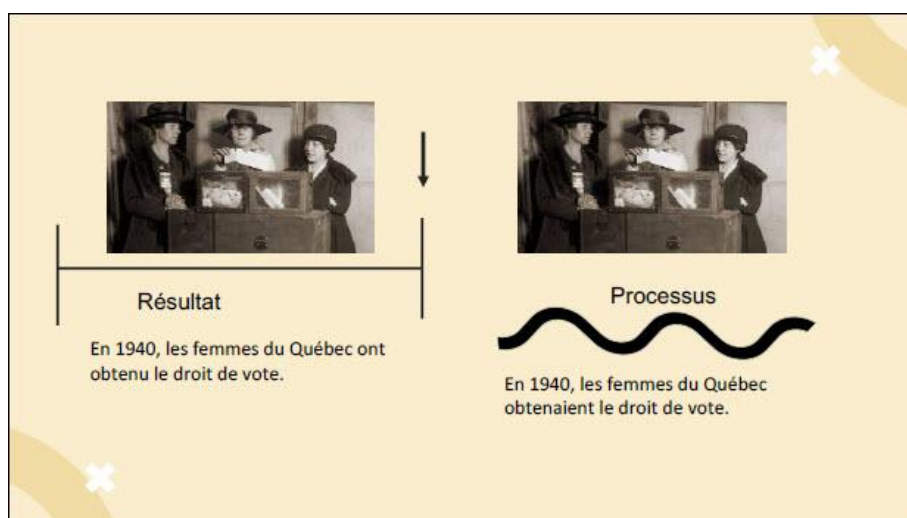 Résultat
En 1940, les femmes du Québec ont
obtenu le droit de vote.
Processus
En 1940, les femmes du Québec
obtenaient le droit de vote.